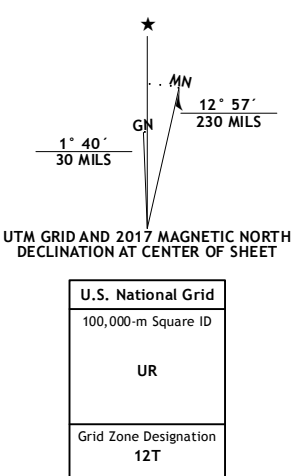 MN
GN
12° 57´
230 MILS
1° 40´
30 MILS
UTM GRID AND 2017 MAGNETIC NORTH
DECLINATION AT CENTER OF SHEET
U.S. National Grid
100,000-m Square ID
UR
Grid Zone Designation
12T